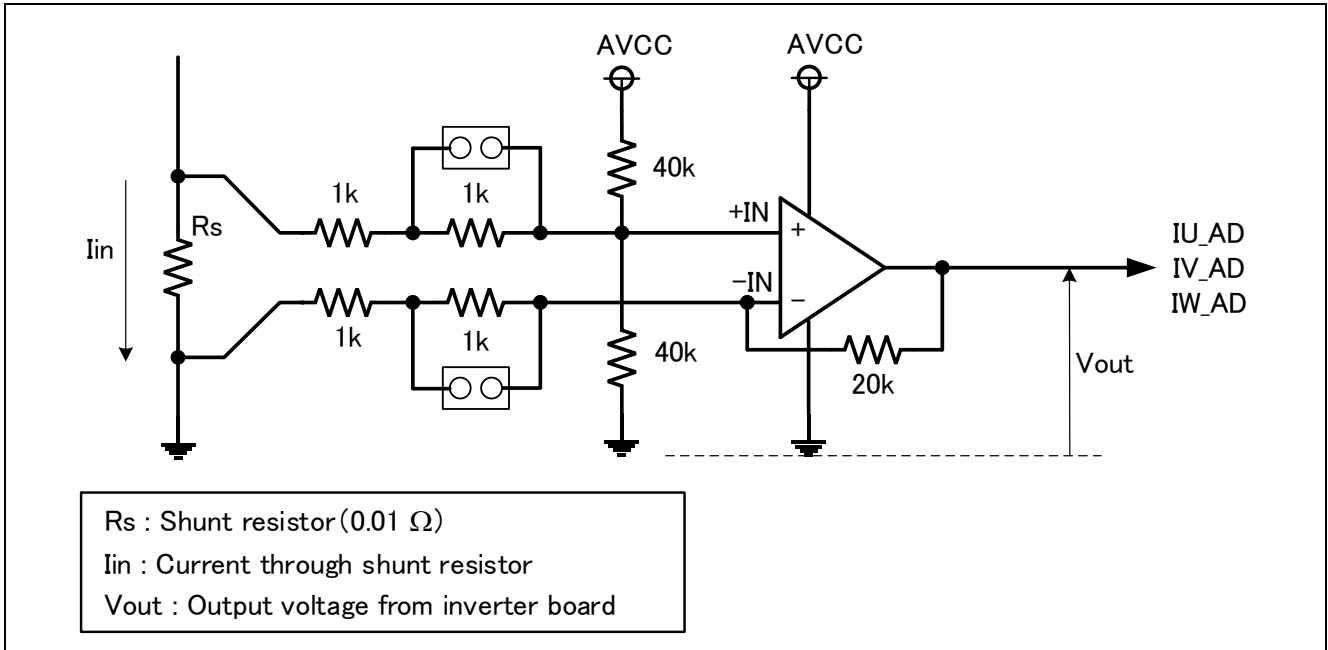 AVCC
AVCC
40k
1k
1k
Rs
+IN
+
Iin
IU_AD
IV_AD
IW_AD
−IN
−
1k
1k
40k
20k
Vout
Rs : Shunt resistor(0.01 Ω)
Iin : Current through shunt resistor
Vout : Output voltage from inverter board